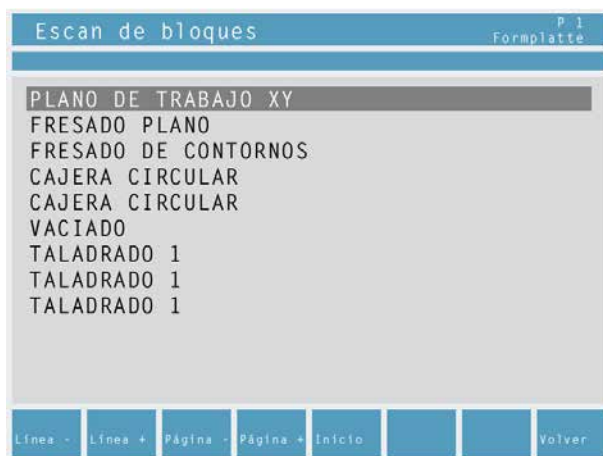 Escan de bloques
P 1
Formplatte
PLANO DE TRABAJO XY
FRESADO PLANO
FRESADO DE CONTORNOS
CAJERA CIRCULAR
CAJERA CIRCULAR
VACIADO
TALADRADO 1
TALADRADO 1
TALADRADO 1
Línea - Línea + Página - Página + Inicio Volver